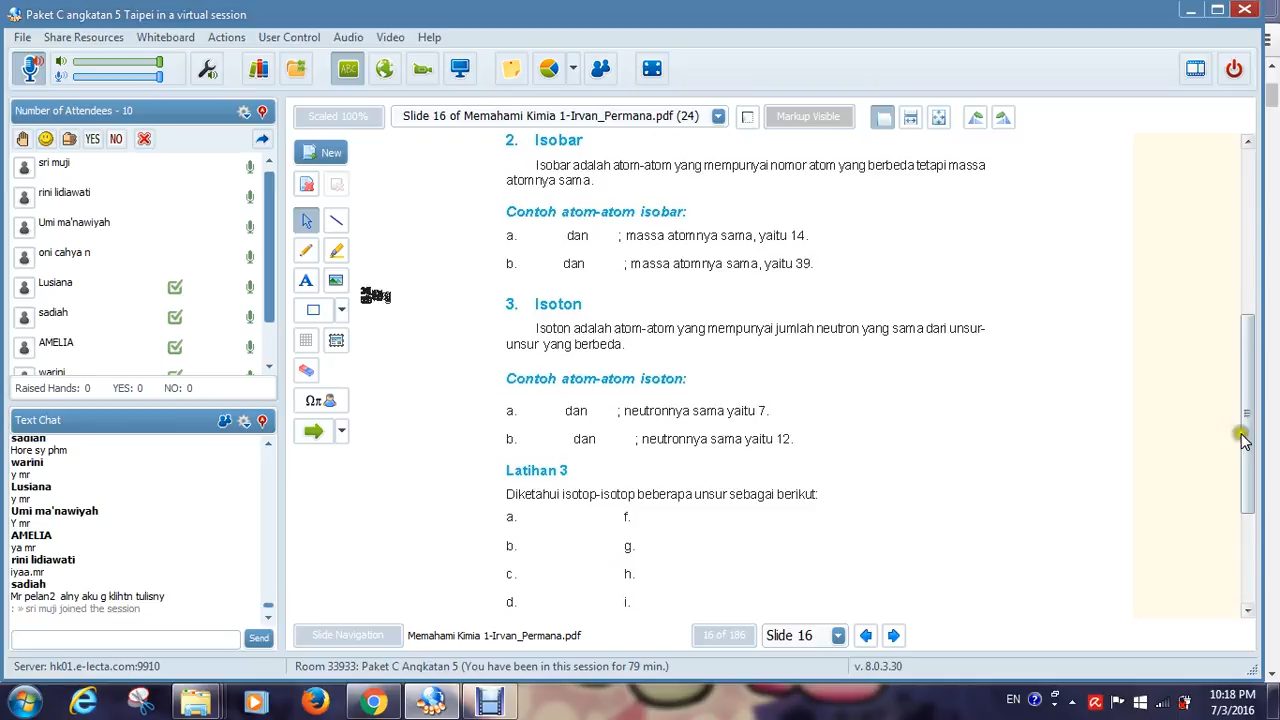 Paket C angkatan 5 Taipei in a virtual session
File Share Resources Whiteboard Actions User Control Audio Video Help
ABC
Number of Attendees - 10
YES NO
sri muji
rini lidiawati
Umi ma'nawiyah
oni cahya n
Lusiana
sadiah
AMELIA
warini
Raised Hands: 0 YES: 0 NO: 0
Text Chat
sadiah
Hore sy phm
warini
y mr
Lusiana
y mr
Umi ma'nawiyah
Y mr
AMELIA
ya mr
rini lidiawati
iyaa.mr
sadiah
Mr pelan2 alny aku g klihtn tulisny
: » sri muji joined the session
Send
Scaled 100% Slide 16 of Memahami Kimia 1-Irvan_Permana.pdf (24) Markup Visible
New
A
Ωπ
2. Isobar
Isobar adalah atom-atom yang mempunyai nomor atom yang berbeda tetapi massa
atomnya sama.
Contoh atom-atom isobar:
a. dan ; massa atomnya sama, yaitu 14.
b. dan ; massa atomnya sama, yaitu 39.
3. Isoton
Isoton adalah atom-atom yang mempunyai jumlah neutron yang sama dari unsur-
unsur yang berbeda.
Contoh atom-atom isoton:
a. dan ; neutronnya sama yaitu 7.
b. dan ; neutronnya sama yaitu 12.
Latihan 3
Diketahui isotop-isotop beberapa unsur sebagai berikut:
a. f.
b. g.
c. h.
d. i.
Slide Navigation Memahami Kimia 1-Irvan_Permana.pdf 16 of 186 Slide 16
Server: hk01.e-lecta.com:9910 Room 33933: Paket C Angkatan 5 (You have been in this session for 79 min.) v. 8.0.3.30
EN 10:18 PM
7/3/2016